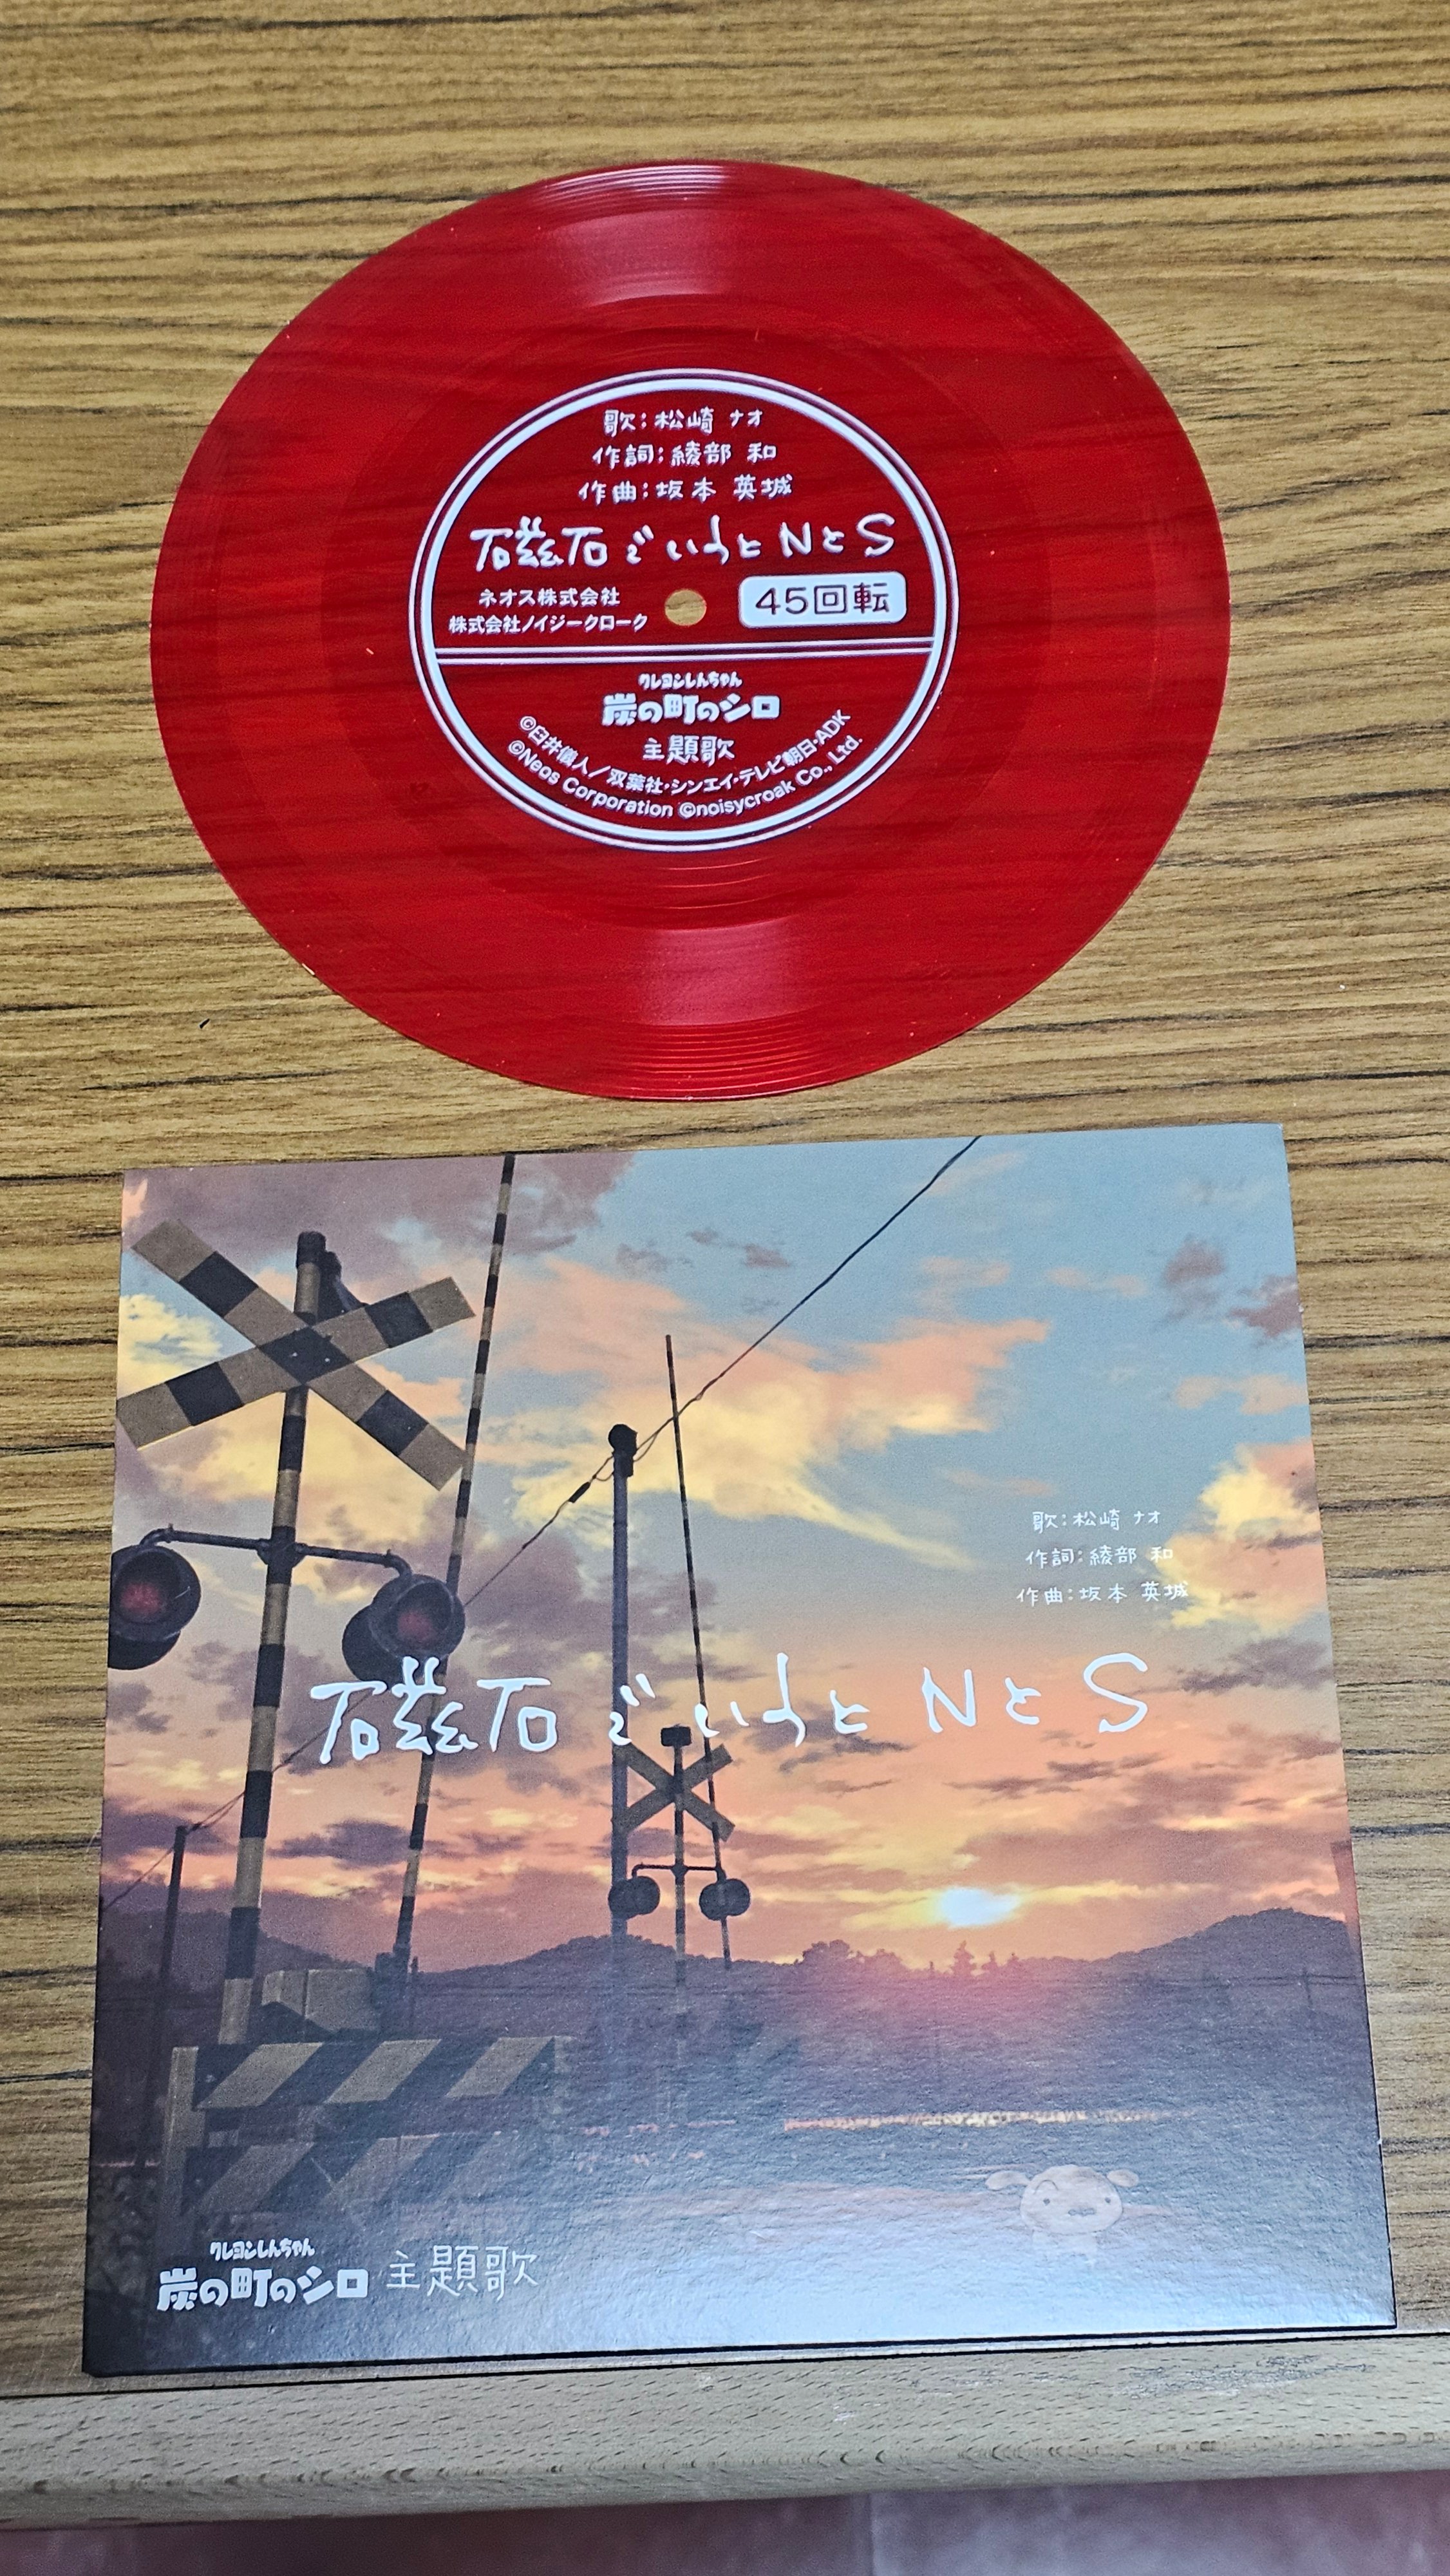 歌:松崎 ナオ
作詞:綾部 和
作曲:坂本 英城
磁石でいうとNとS
ネオス株式会社
株式会社ノイジークローク
45回転
クレヨンしんちゃん
炭の町のシロ
主題歌
©臼井儀人/双葉社・シンエイ・テレビ朝日・ADK
©Neos Corporation ©noisycroak Co., Ltd.
歌:松崎 ナオ
作詞:綾部 和
作曲:坂本 英城
磁石でいうとNとS
クレヨンしんちゃん
炭の町のシロ 主題歌